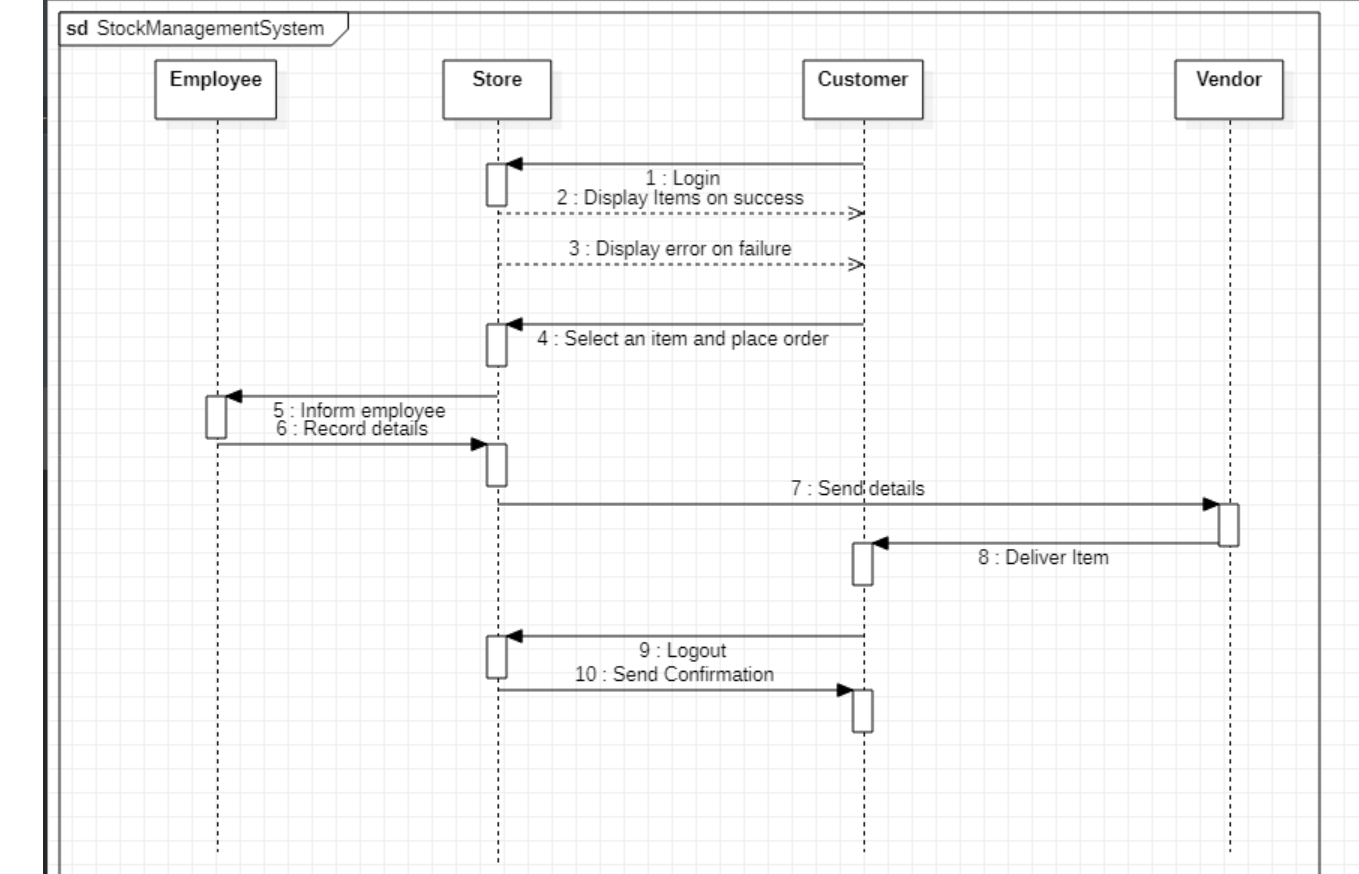 sd StockManagementSystem
Employee
Store
Customer
Vendor
1 : Login
2 : Display Items on success
3 : Display error on failure
4 : Select an item and place order
5 : Inform employee
6 : Record details
7 : Send details
8 : Deliver Item
9 : Logout
10 : Send Confirmation